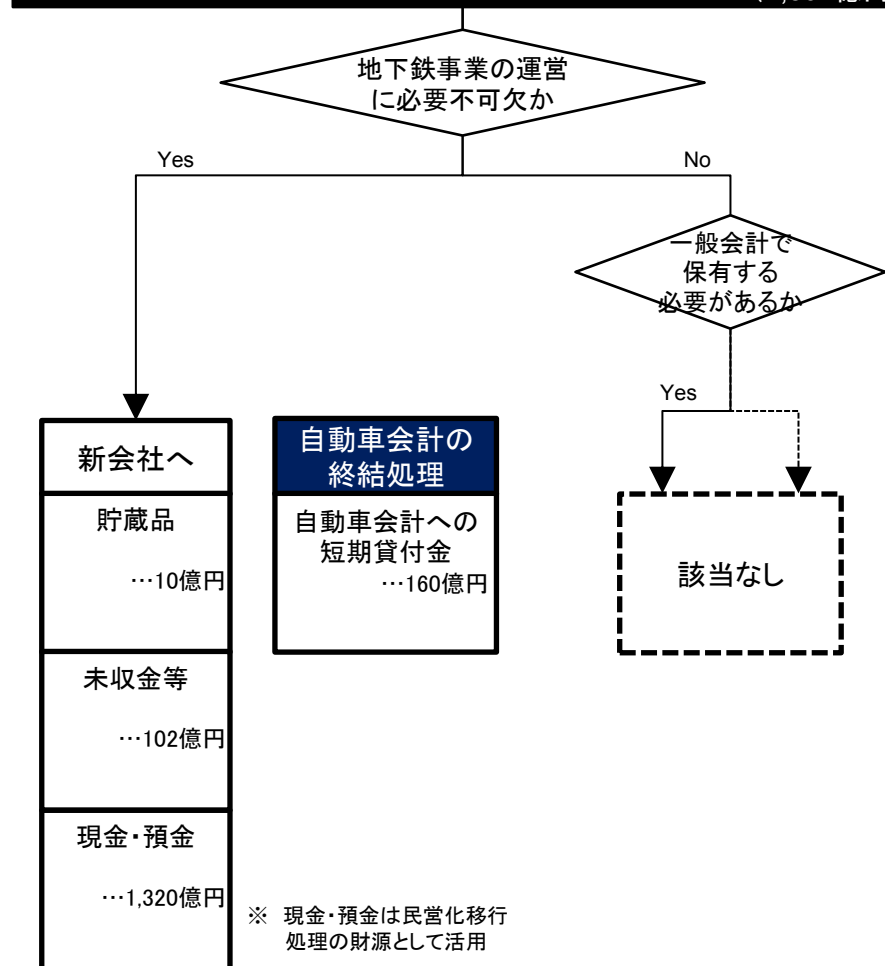 地下鉄事業の運営
に必要不可欠か
Yes
No
一般会計で
保有する
必要があるか
Yes
新会社へ
貯蔵品
…10億円
未収金等
…102億円
現金・預金
…1,320億円
自動車会計の
終結処理
自動車会計への
短期貸付金
…160億円
該当なし
※ 現金・預金は民営化移行
処理の財源として活用